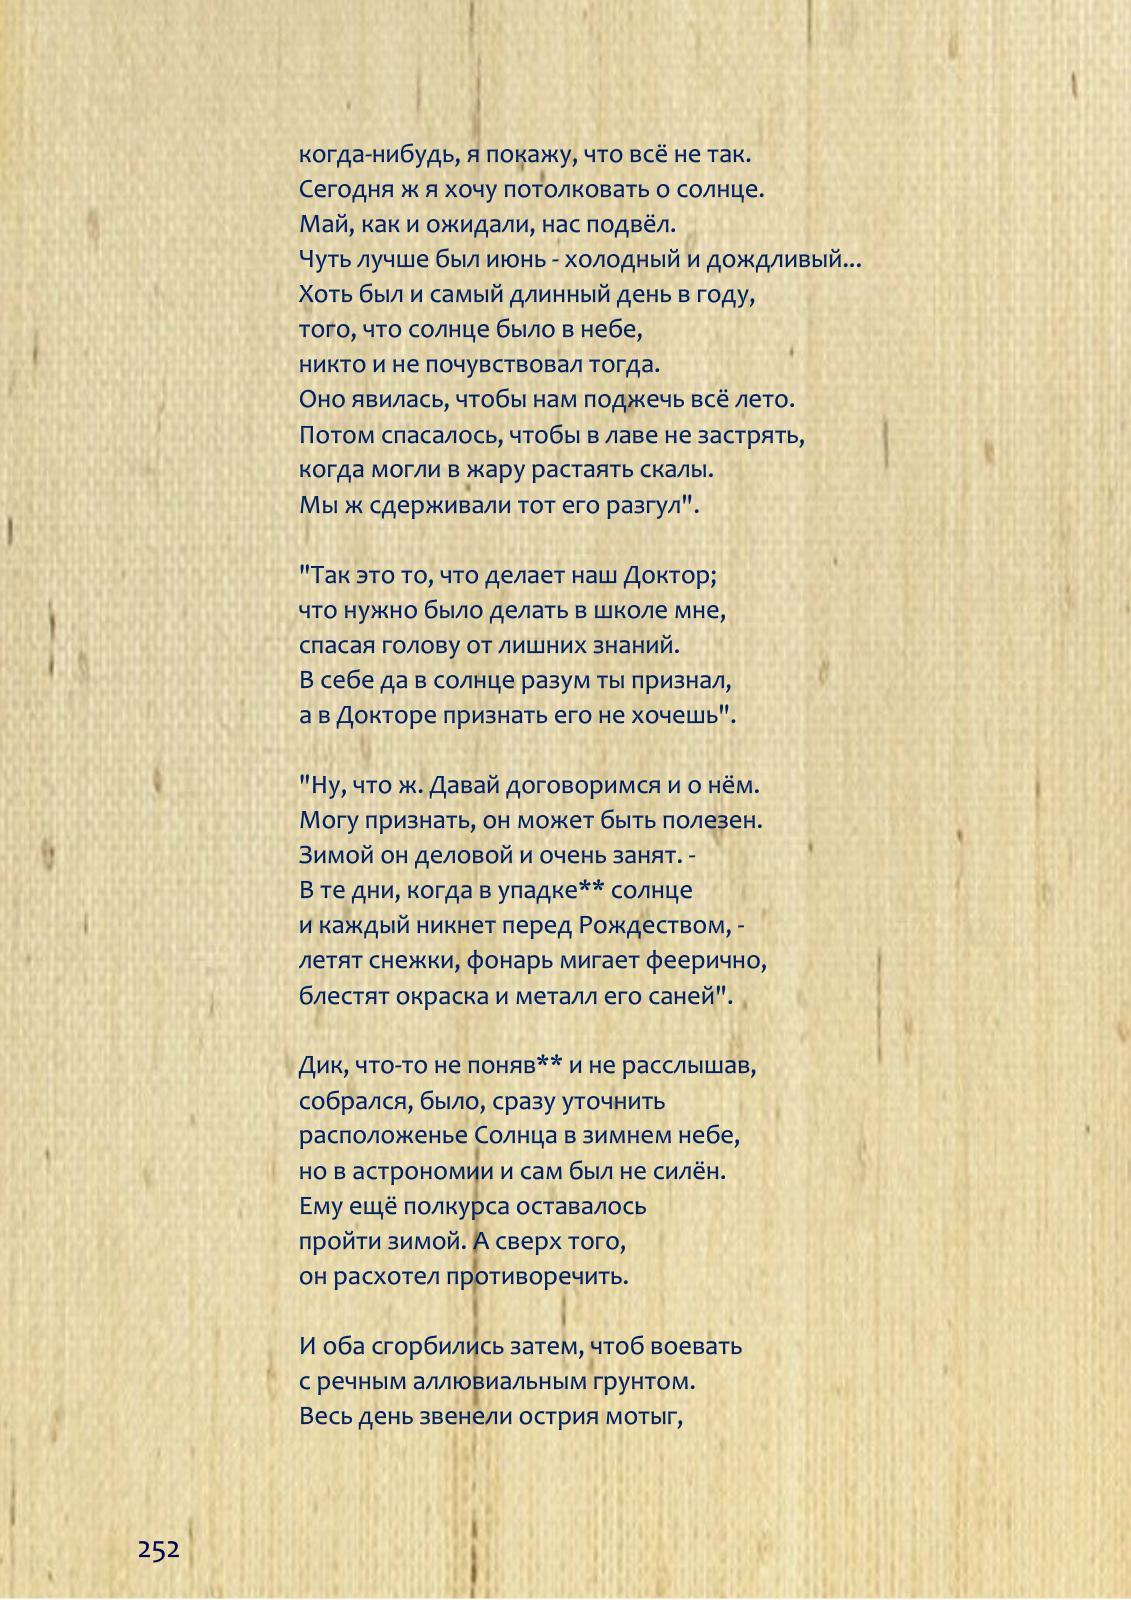 когда-нибудь, я покажу, что всё не так.
Сегодня ж я хочу потолковать о солнце.
Май, как и ожидали, нас подвёл.
Чуть лучше был июнь - холодный и дождливый...
Хоть был и самый длинный день в году,
того, что солнце было в небе,
никто и не почувствовал тогда.
Оно явилась, чтобы нам поджечь всё лето.
Потом спасалось, чтобы в лаве не застрять,
когда могли в жару растаять скалы.
Мы ж сдерживали тот его разгул".

"Так это то, что делает наш Доктор;
что нужно было делать в школе мне,
спасая голову от лишних знаний.
В себе да в солнце разум ты признал,
а в Докторе признать его не хочешь".

"Ну, что ж. Давай договоримся и о нём.
Могу признать, он может быть полезен.
Зимой он деловой и очень занят. -
В те дни, когда в упадке** солнце
и каждый никнет перед Рождеством, -
летят снежки, фонарь мигает феерично,
блестят окраска и металл его саней".

Дик, что-то не поняв** и не расслышав,
собрался, было, сразу уточнить
расположенье Солнца в зимнем небе,
но в астрономии и сам был не силён.
Ему ещё полкурса оставалось
пройти зимой. А сверх того,
он расхотел противоречить.

И оба сгорбились затем, чтоб воевать
с речным аллювиальным грунтом.
Весь день звенели острия мотыг,
252